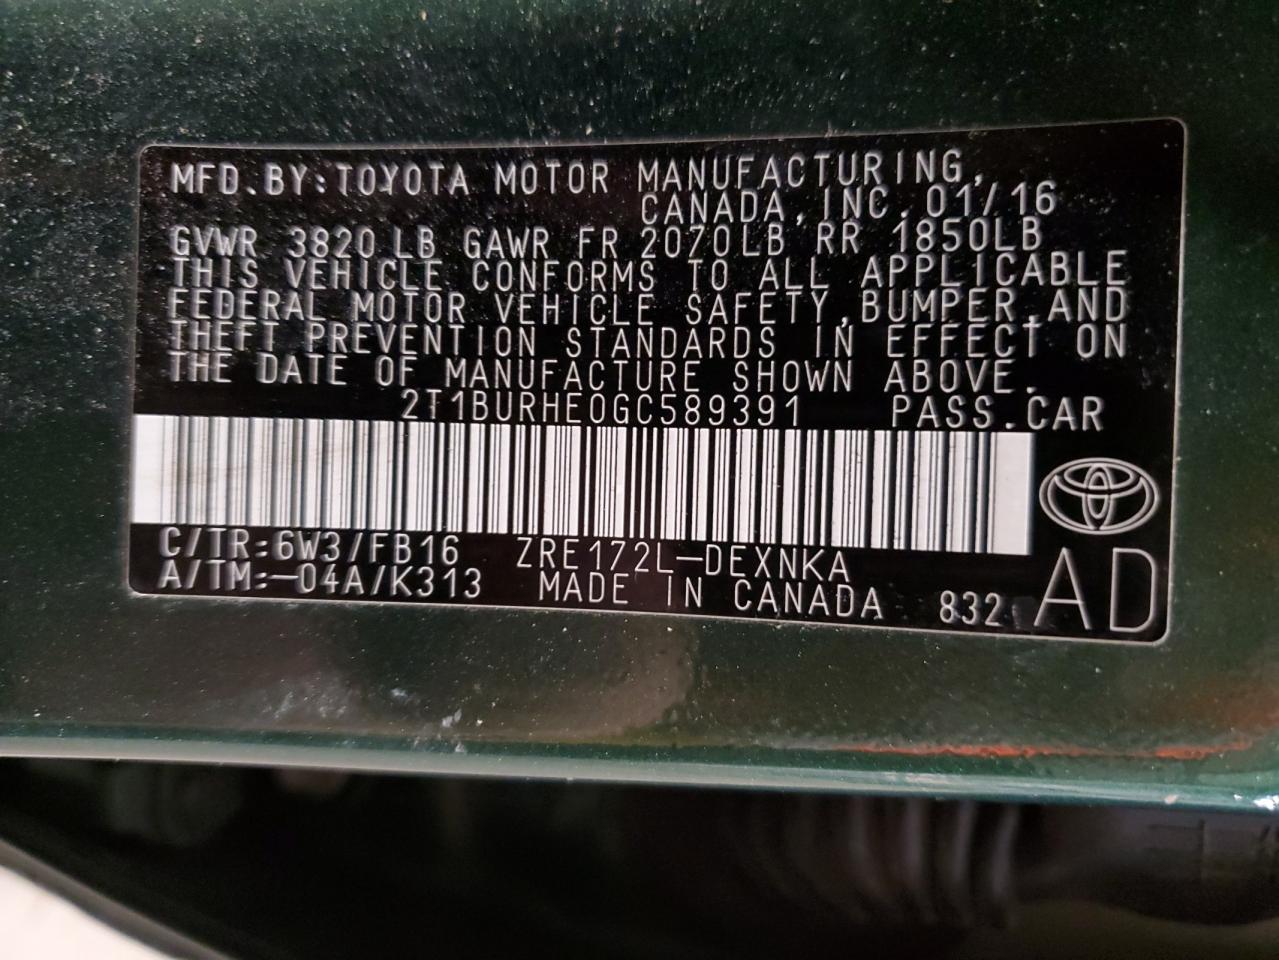 MFD.BY:TOYOTA MOTOR MANUFACTURING,
CANADA,INC. 01/16
GVWR 3820LB GAWR FR 2070LB RR 1850LB
THIS VEHICLE CONFORMS TO ALL APPLICABLE
FEDERAL MOTOR VEHICLE SAFETY,BUMPER,AND
THEFT PREVENTION STANDARDS IN EFFECT ON
THE DATE OF MANUFACTURE SHOWN ABOVE.
2T1BURHE0GC589391 PASS.CAR
C/TR:6W3/FB16 ZRE172L-DEXNKA
A/TM:-04A/K313 MADE IN CANADA 832 AD